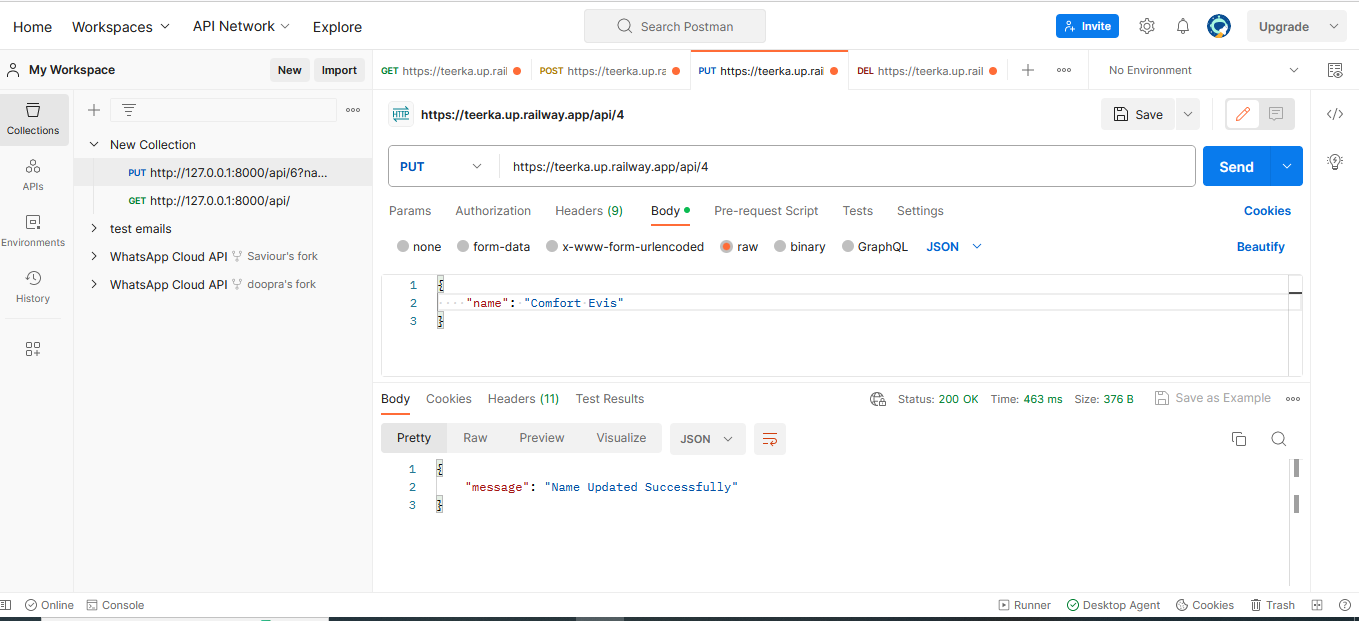 Home Workspaces API Network Explore Search Postman Invite Upgrade
My Workspace New Import GET https://teerka.up.rail POST https://teerka.up.ra PUT https://teerka.up.rail DEL https://teerka.up.rail No Environment
Collections
APIs
Environments
History
New Collection
PUT http://127.0.0.1:8000/api/6?na...
GET http://127.0.0.1:8000/api/
test emails
WhatsApp Cloud API Saviour's fork
WhatsApp Cloud API doopra's fork
HTTP https://teerka.up.railway.app/api/4 Save
PUT https://teerka.up.railway.app/api/4 Send
Params Authorization Headers (9) Body Pre-request Script Tests Settings Cookies
none form-data x-www-form-urlencoded raw binary GraphQL JSON Beautify
1 {
2 "name": "Comfort Evis"
3 }
Body Cookies Headers (11) Test Results Status: 200 OK Time: 463 ms Size: 376 B Save as Example
Pretty Raw Preview Visualize JSON
1 {
2 "message": "Name Updated Successfully"
3 }
Online Console Runner Desktop Agent Cookies Trash